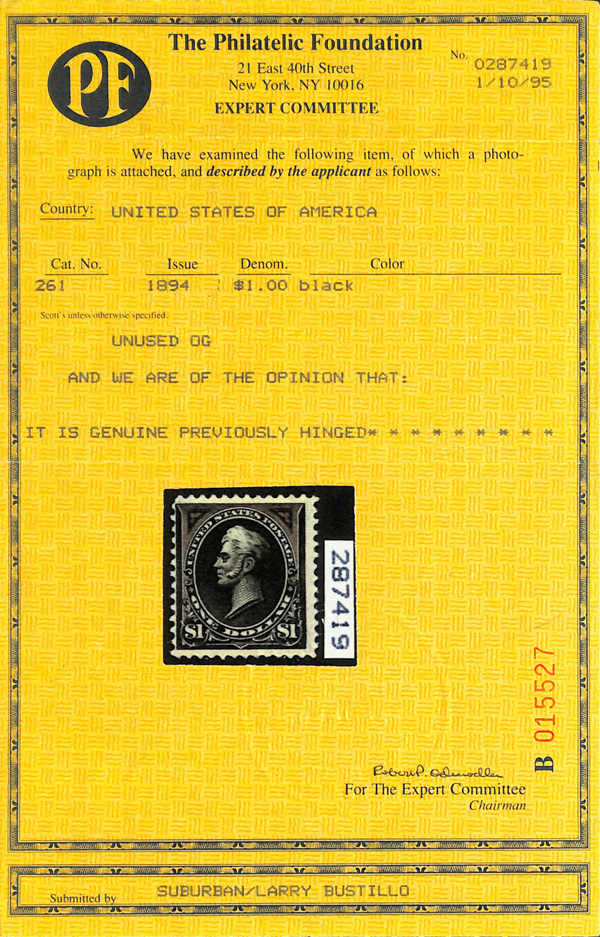 PF
The Philatelic Foundation
21 East 40th Street
New York, NY 10016
EXPERT COMMITTEE
No. 0287419
1/10/95
We have examined the following item, of which a photo-
graph is attached, and described by the applicant as follows:
Country: UNITED STATES OF AMERICA
Cat. No. Issue Denom. Color
261 1894 $1.00 black
Scott's unless otherwise specified.
UNUSED OG
AND WE ARE OF THE OPINION THAT:
IT IS GENUINE PREVIOUSLY HINGED* * * * * * * * * *
UNITED STATES POSTAGE
ONE DOLLAR
$1 $1
287419
B 015527
For The Expert Committee
Chairman
Submitted by SUBURBAN/LARRY BUSTILLO